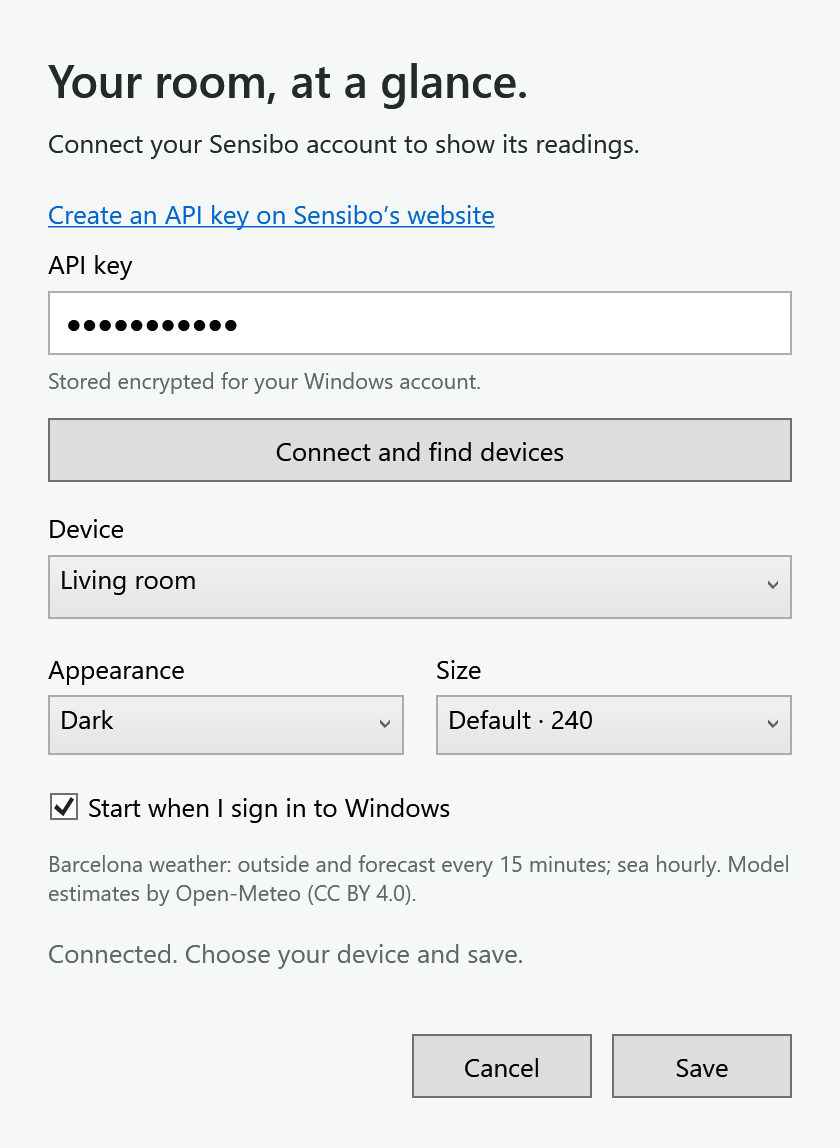 Your room, at a glance.
Connect your Sensibo account to show its readings.
Create an API key on Sensibo’s website
API key
●●●●●●●●●●●
Stored encrypted for your Windows account.
Connect and find devices
Device
Living room
Appearance
Size
Dark
Default · 240
Start when I sign in to Windows
Barcelona weather: outside and forecast every 15 minutes; sea hourly. Model
estimates by Open-Meteo (CC BY 4.0).
Connected. Choose your device and save.
Cancel
Save